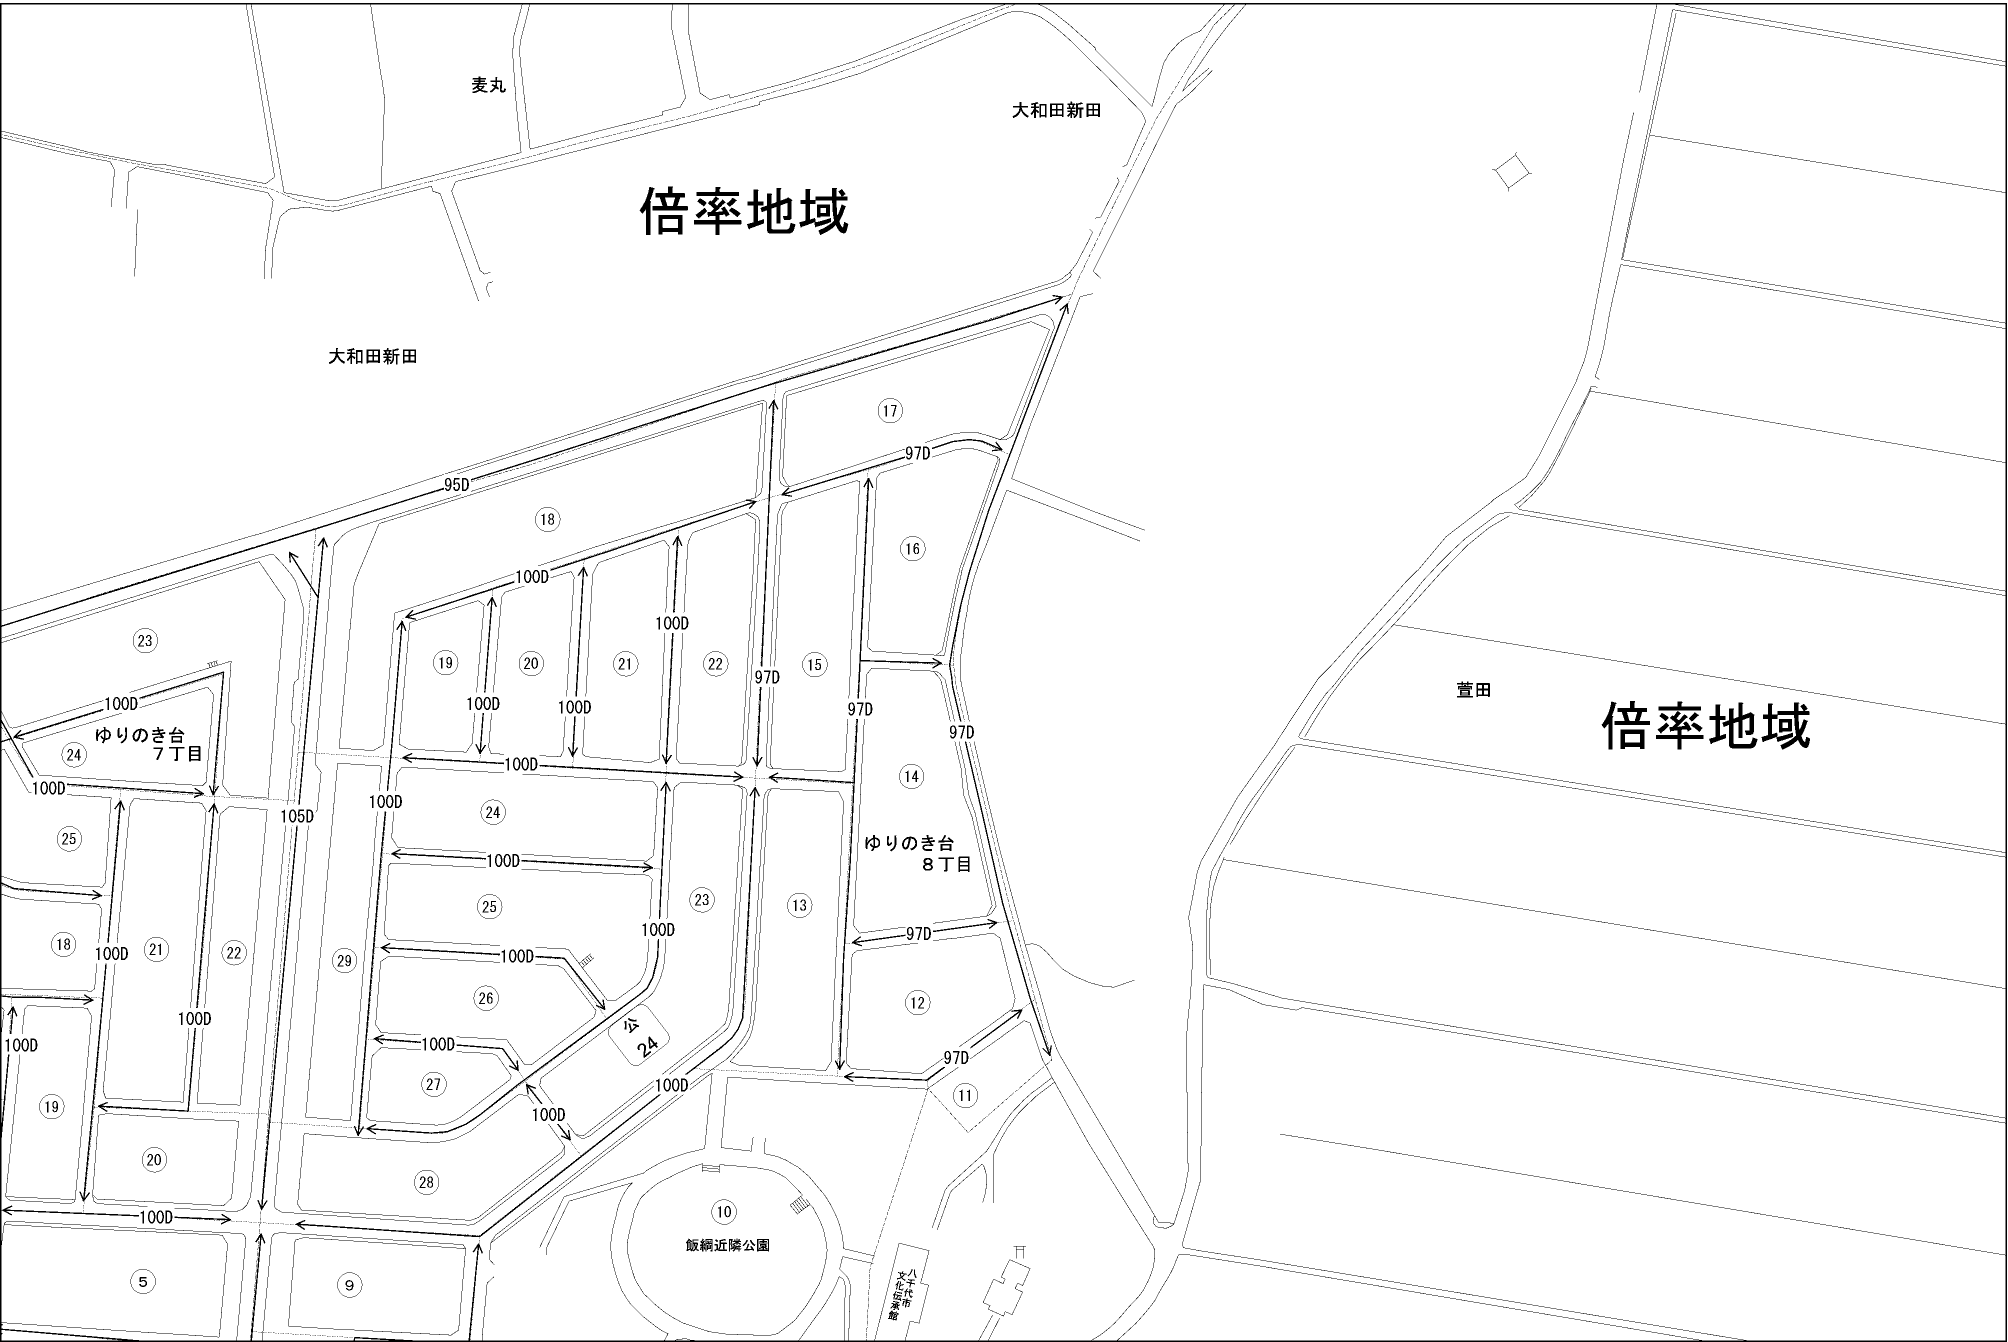 麦丸
大和田新田
倍率地域
大和田新田
95D
⑰
97D
⑱
⑯
100D
100D
㉓
⑲
⑳
㉑
㉒
⑮
97D
萱田
倍率地域
100D
100D
100D
97D
97D
ゆりのき台
7丁目
㉔
100D
100D
100D
105D
⑭
㉔
㉕
ゆりのき台
8丁目
100D
㉕
㉓
⑬
100D
97D
⑱
100D
㉑
㉒
㉙
100D
㉖
⑫
公
24
100D
100D
100D
97D
㉗
100D
⑪
⑲
100D
⑳
㉘
100D
⑩
飯綱近隣公園
⑤
⑨
八千代市
文化伝承館